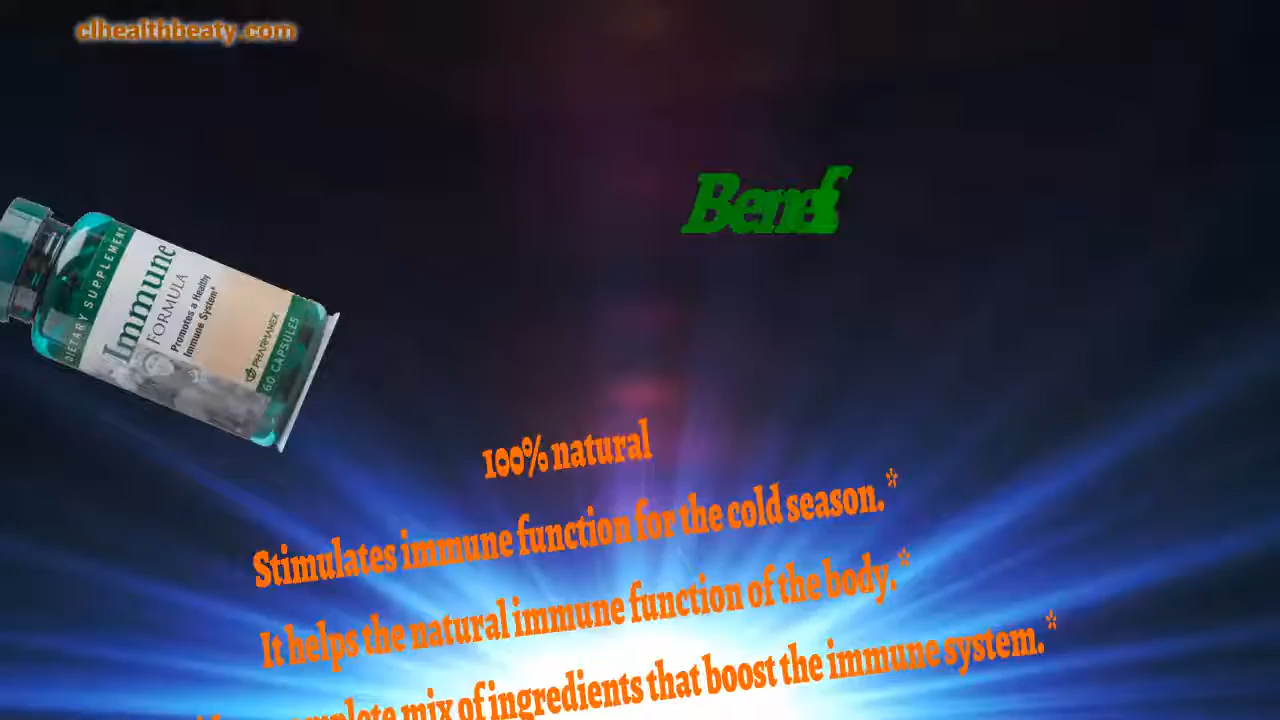 clhealthbeaty.com
Benef
DIETARY SUPPLEMENT
Immune
FORMULA
Promotes a Healthy
Immune System*
PHARMANEX
60 CAPSULES
100% natural
Stimulates immune function for the cold season.*
It helps the natural immune function of the body.*
mix of ingredients that boost the immune system.*